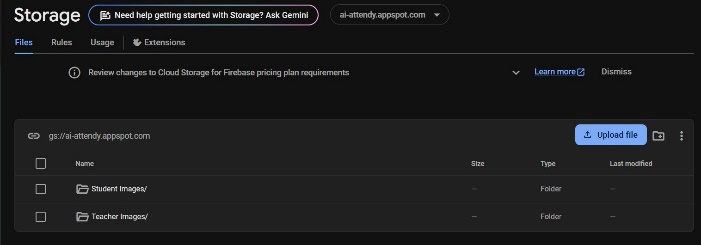 Storage Need help getting started with Storage? Ask Gemini ai-attendy.appspot.com
Files Rules Usage Extensions
Review changes to Cloud Storage for Firebase pricing plan requirements Learn more Dismiss
gs://ai-attendy.appspot.com Upload file
Name Size Type Last modified
Student Images/ — Folder —
Teacher Images/ — Folder —